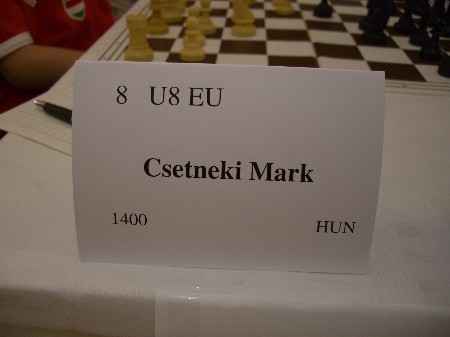 8 U8 EU
Csetneki Mark
1400 HUN